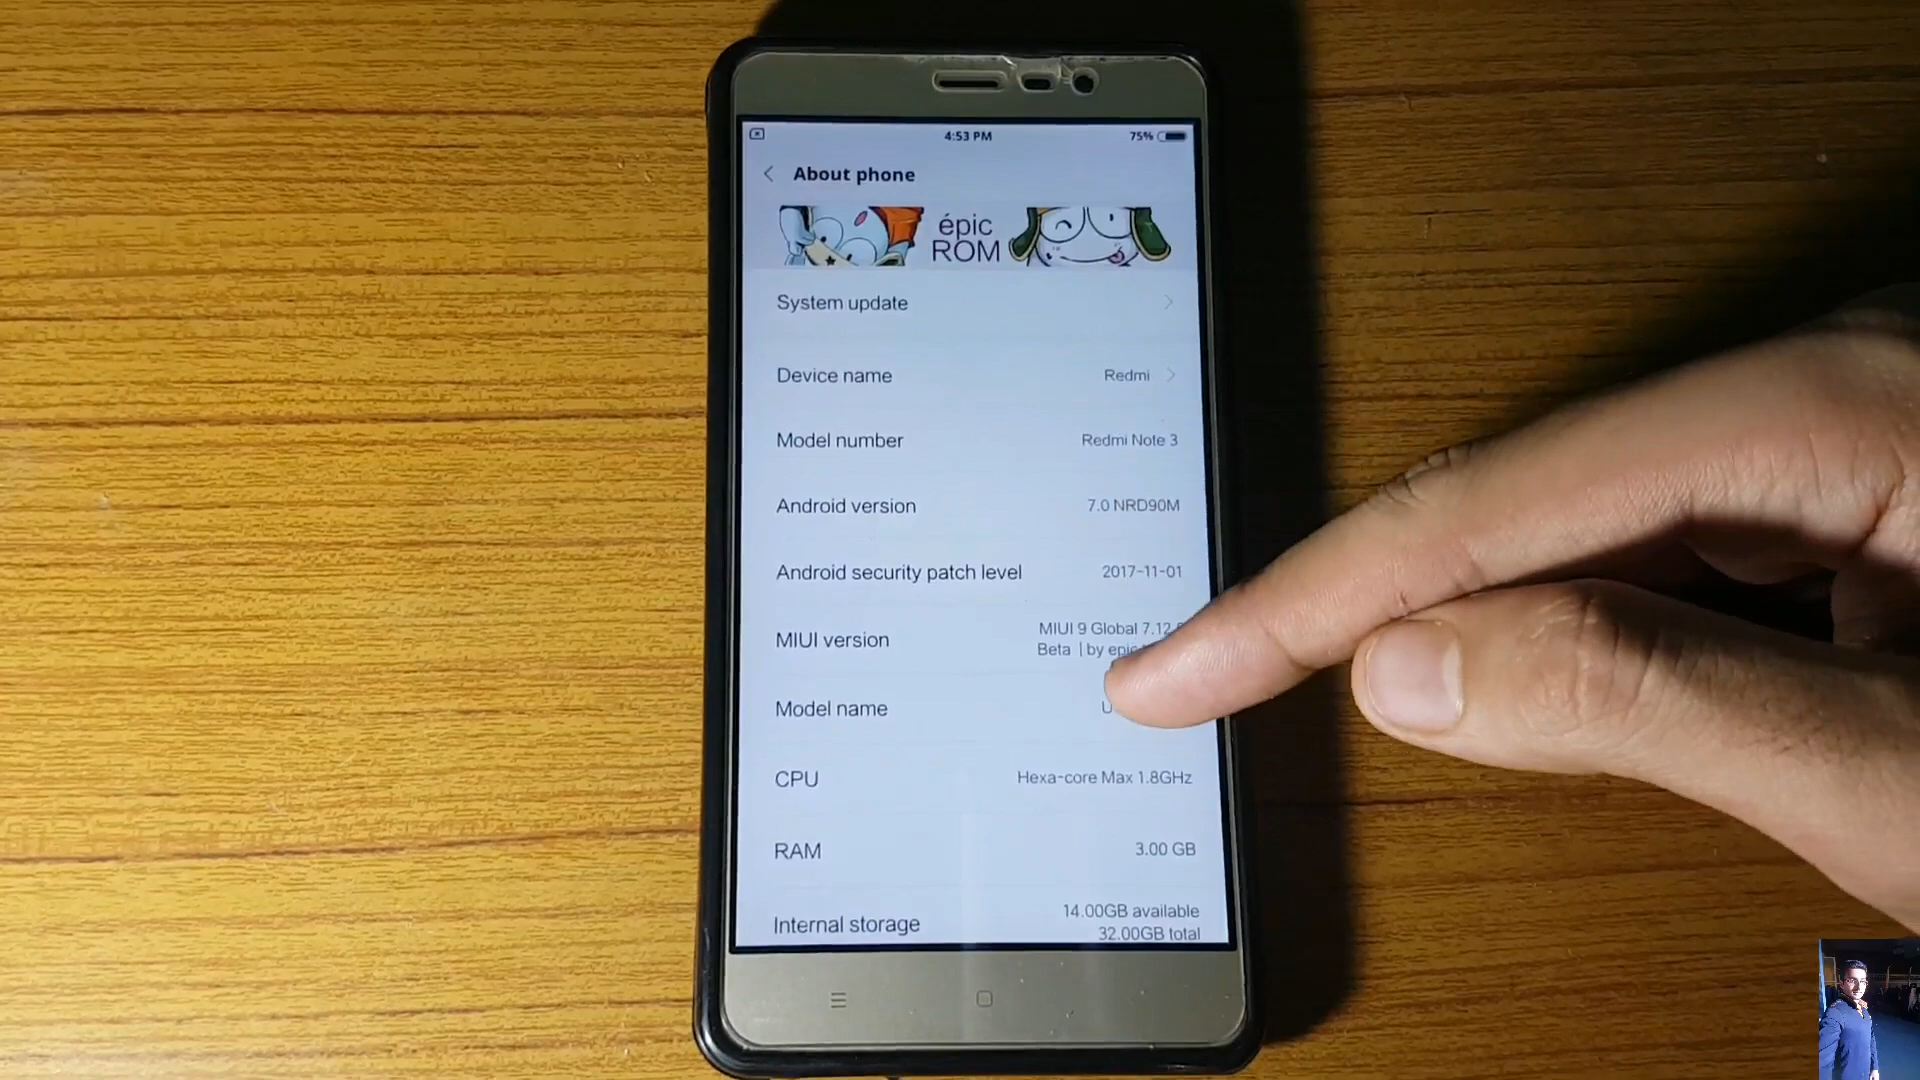 4:53 PM
75%
About phone
épic
ROM
System update
Device name Redmi
Model number Redmi Note 3
Android version 7.0 NRD90M
Android security patch level 2017-11-01
MIUI version MIUI 9 Global
Beta | by
Model name
CPU Hexa-core Max 1.8GHz
RAM 3.00 GB
Internal storage 14.00GB available
32.00GB total